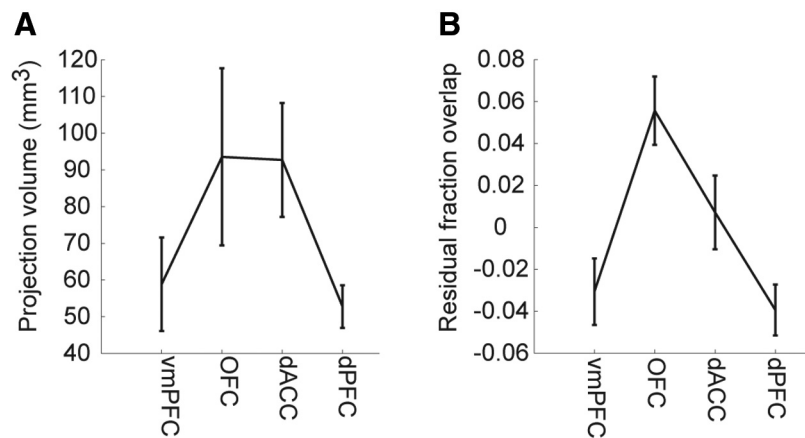 A
Projection volume (mm³)
120
110
100
90
80
70
60
50
40
vmPFC
OFC
dACC
dPFC
B
Residual fraction overlap
0.08
0.06
0.04
0.02
0
-0.02
-0.04
-0.06
vmPFC
OFC
dACC
dPFC